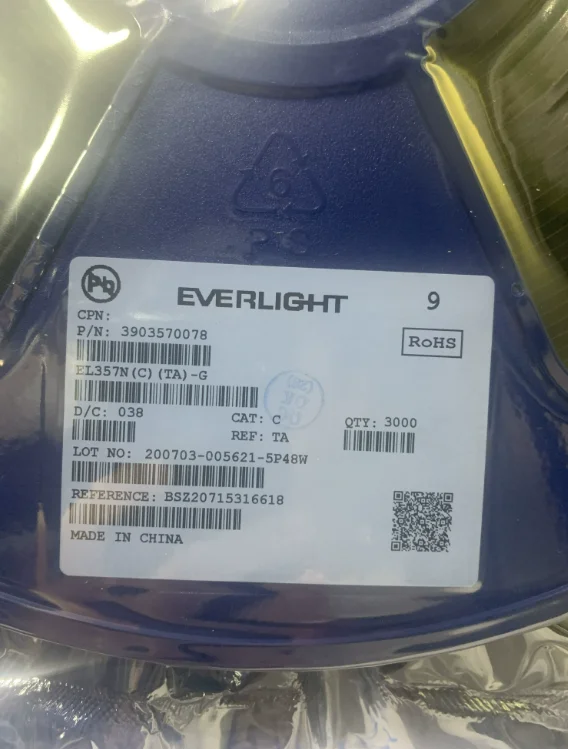 6
PS
Pb
EVERLIGHT
9
CPN:
P/N: 3903570078
RoHS
EL357N(C)(TA)-G
D/C: 038
CAT: C
QTY: 3000
REF: TA
LOT NO: 200703-005621-5P48W
REFERENCE: BSZ20715316618
MADE IN CHINA